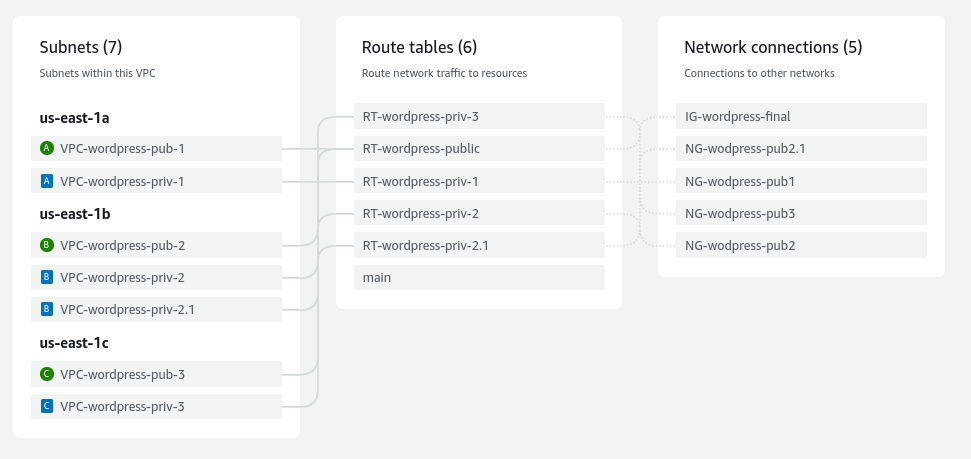 Subnets (7)
Subnets within this VPC
us-east-1a
A VPC-wordpress-pub-1
A VPC-wordpress-priv-1
us-east-1b
B VPC-wordpress-pub-2
B VPC-wordpress-priv-2
B VPC-wordpress-priv-2.1
us-east-1c
C VPC-wordpress-pub-3
C VPC-wordpress-priv-3
Route tables (6)
Route network traffic to resources
RT-wordpress-priv-3
RT-wordpress-public
RT-wordpress-priv-1
RT-wordpress-priv-2
RT-wordpress-priv-2.1
main
Network connections (5)
Connections to other networks
IG-wordpress-final
NG-wodpress-pub2.1
NG-wodpress-pub1
NG-wodpress-pub3
NG-wodpress-pub2